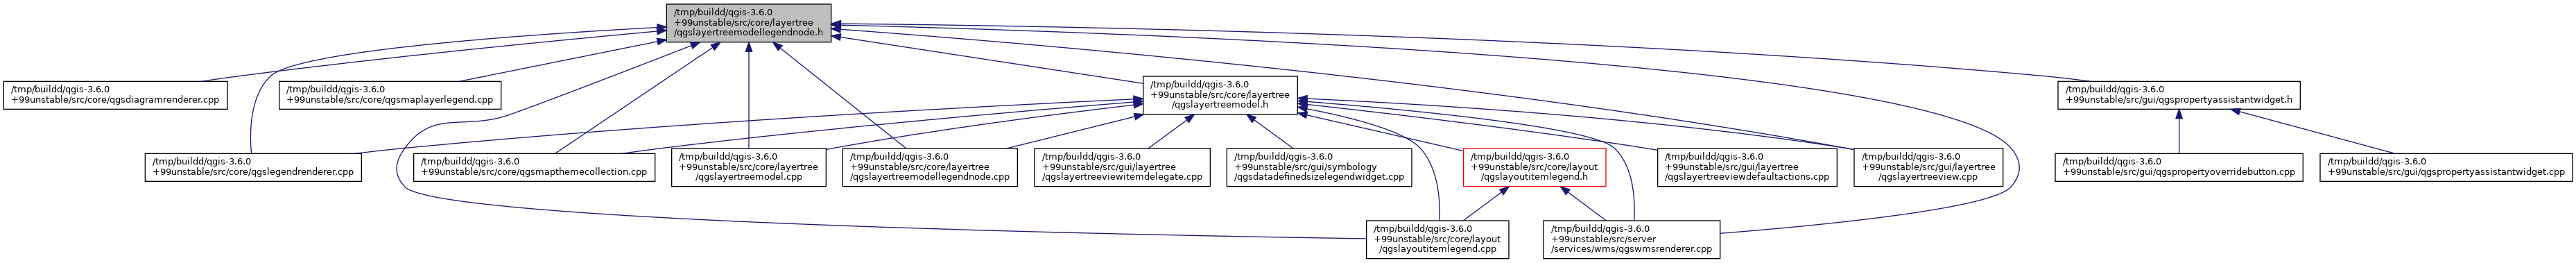 /tmp/buildd/qgis-3.6.0
+99unstable/src/core/layertree
/qgslayertreemodellegendnode.h
/tmp/buildd/qgis-3.6.0
+99unstable/src/core/qgsdiagramrenderer.cpp
/tmp/buildd/qgis-3.6.0
+99unstable/src/core/qgsmaplayerlegend.cpp
/tmp/buildd/qgis-3.6.0
+99unstable/src/core/layertree
/qgslayertreemodel.h
/tmp/buildd/qgis-3.6.0
+99unstable/src/gui/qgspropertyassistantwidget.h
/tmp/buildd/qgis-3.6.0
+99unstable/src/core/qgslegendrenderer.cpp
/tmp/buildd/qgis-3.6.0
+99unstable/src/core/qgsmapthemecollection.cpp
/tmp/buildd/qgis-3.6.0
+99unstable/src/core/layertree
/qgslayertreemodel.cpp
/tmp/buildd/qgis-3.6.0
+99unstable/src/core/layertree
/qgslayertreemodellegendnode.cpp
/tmp/buildd/qgis-3.6.0
+99unstable/src/gui/layertree
/qgslayertreeviewitemdelegate.cpp
/tmp/buildd/qgis-3.6.0
+99unstable/src/gui/symbology
/qgsdatadefinedsizelegendwidget.cpp
/tmp/buildd/qgis-3.6.0
+99unstable/src/core/layout
/qgslayoutitemlegend.h
/tmp/buildd/qgis-3.6.0
+99unstable/src/gui/layertree
/qgslayertreeviewdefaultactions.cpp
/tmp/buildd/qgis-3.6.0
+99unstable/src/gui/layertree
/qgslayertreeview.cpp
/tmp/buildd/qgis-3.6.0
+99unstable/src/gui/qgspropertyoverridebutton.cpp
/tmp/buildd/qgis-3.6.0
+99unstable/src/gui/qgspropertyassistantwidget.cpp
/tmp/buildd/qgis-3.6.0
+99unstable/src/core/layout
/qgslayoutitemlegend.cpp
/tmp/buildd/qgis-3.6.0
+99unstable/src/server
/services/wms/qgswmsrenderer.cpp